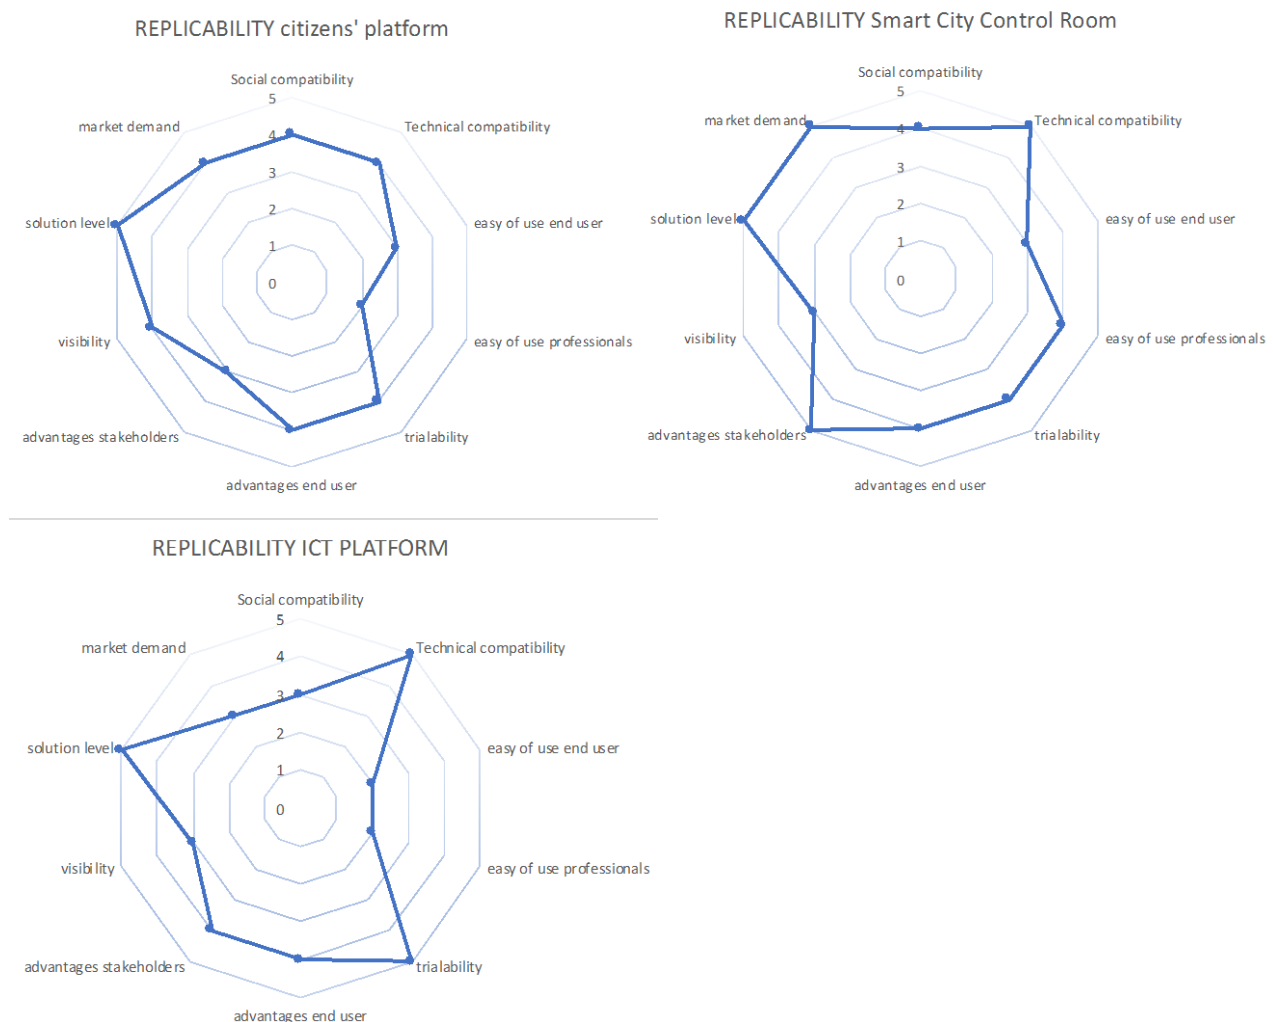 REPLICABILITY citizens' platform
Social compatibility
5
market demand
Technical compatibility
4
3
solution level
easy of use end user
2
1
0
visibility
easy of use professionals
advantages stakeholders
trialability
advantages end user
REPLICABILITY Smart City Control Room
Social compatibility
5
market demand
Technical compatibility
4
3
solution level
easy of use end user
2
1
0
visibility
easy of use professionals
advantages stakeholders
trialability
advantages end user
REPLICABILITY ICT PLATFORM
Social compatibility
5
market demand
Technical compatibility
4
3
solution level
easy of use end user
2
1
0
visibility
easy of use professionals
advantages stakeholders
trialability
advantages end user